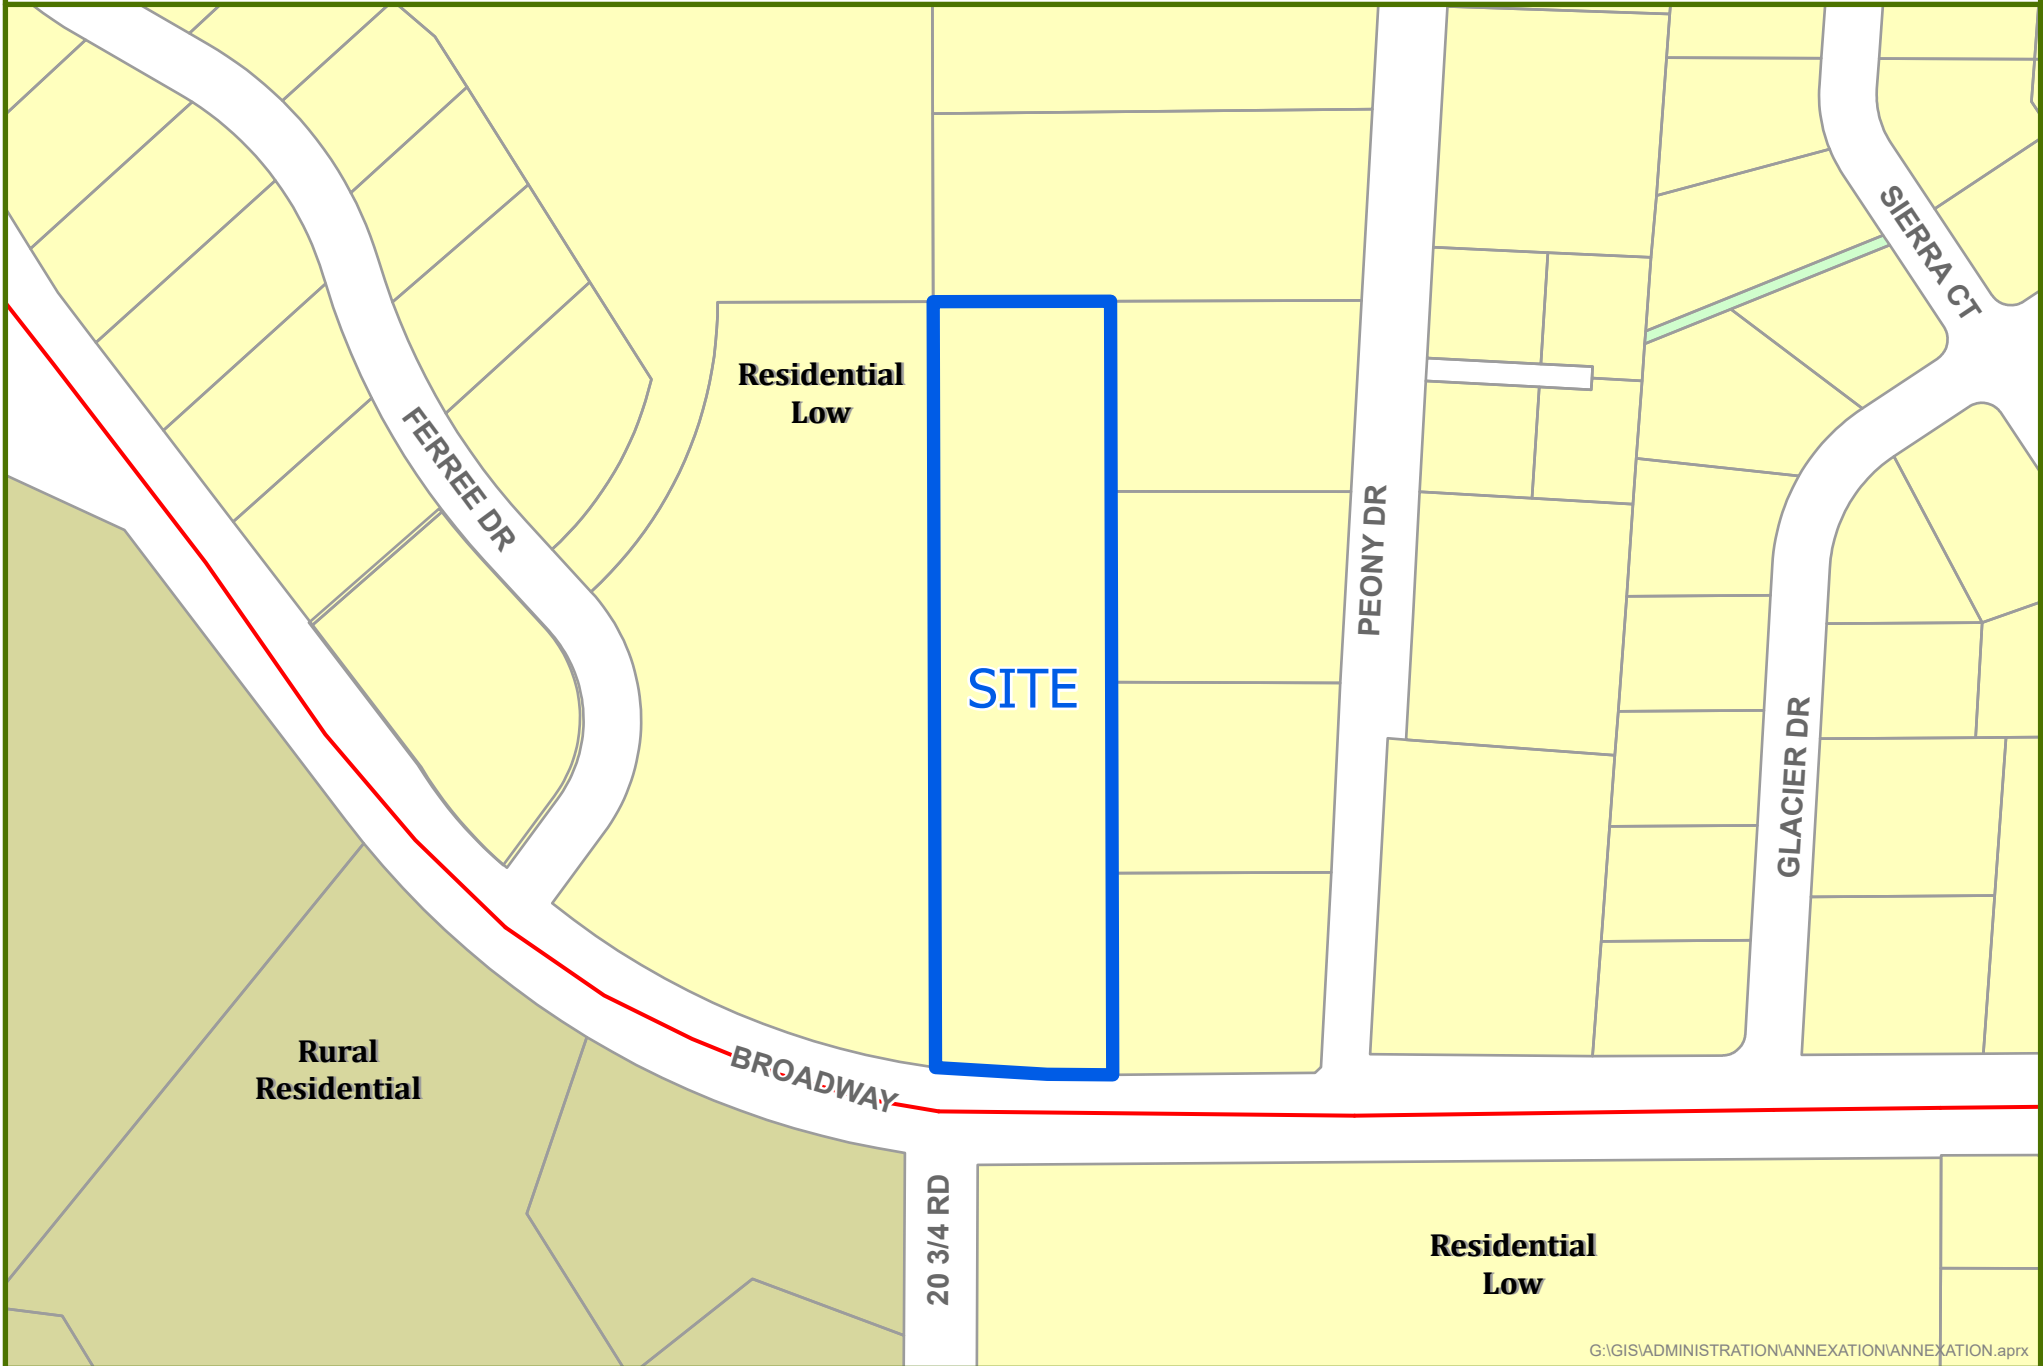 SIERRA CT
Residential
Low
FERREE DR
PEONY DR
SITE
GLACIER DR
Rural
Residential
BROADWAY
20 3/4 RD
Residential
Low
G:\GIS\ADMINISTRATION\ANNEXATION\ANNEXATION.aprx